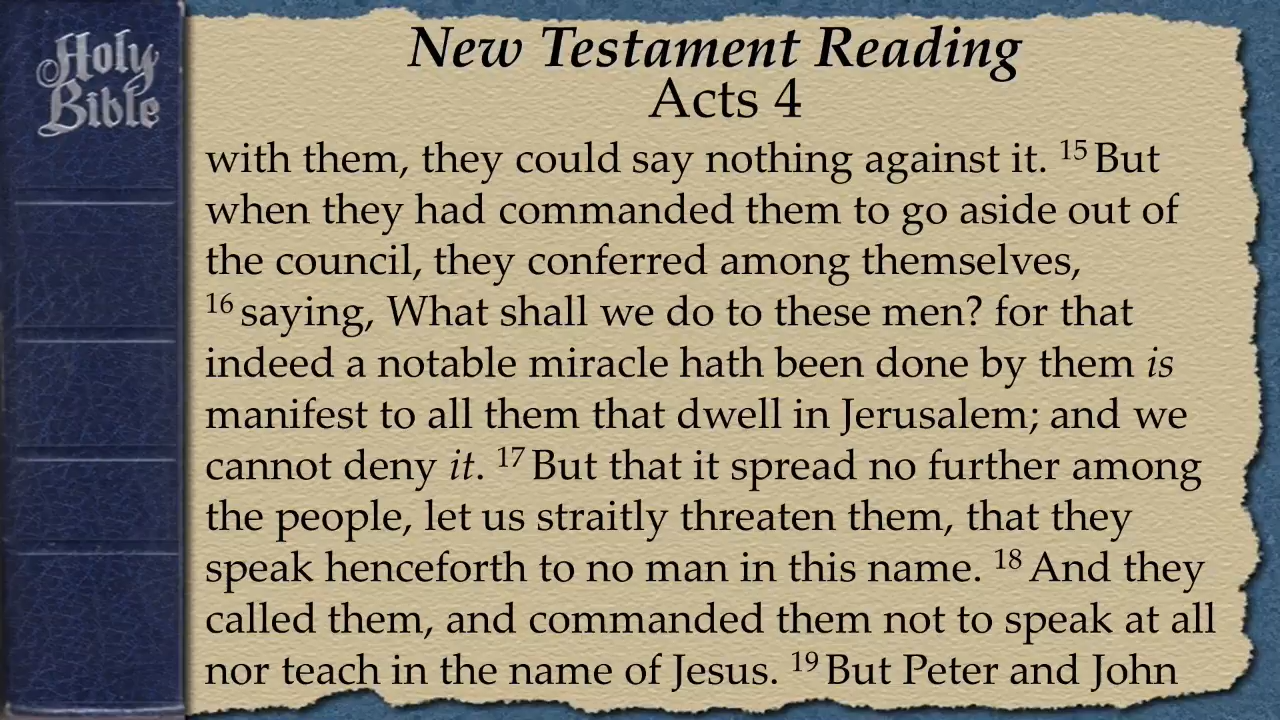 Holy
Bible
New Testament Reading
Acts 4
with them, they could say nothing against it. 15 But
when they had commanded them to go aside out of
the council, they conferred among themselves,
16 saying, What shall we do to these men? for that
indeed a notable miracle hath been done by them is
manifest to all them that dwell in Jerusalem; and we
cannot deny it. 17 But that it spread no further among
the people, let us straitly threaten them, that they
speak henceforth to no man in this name. 18 And they
called them, and commanded them not to speak at all
nor teach in the name of Jesus. 19 But Peter and John